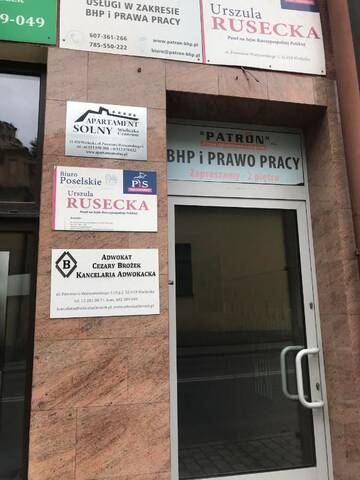 9-049
USŁUGI W ZAKRESIE
BHP i PRAWA PRACY
607-361-266
785-550-222
www.patron-bhp.pl
biuro@patron-bhp.pl
Urszula
RUSECKA
Poseł na Sejm Rzeczypospolitej Polskiej
APARTAMENT
SOLNY
Wieliczka
Centrum
"PATRON"
BHP i PRAWO PRACY
Zapraszamy - 2 piętro
Biuro
Poselskie
Urszula
RUSECKA
Poseł na Sejm Rzeczypospolitej Polskiej
PiS
B
ADWOKAT
CEZARY BROŻEK
KANCELARIA ADWOKACKA